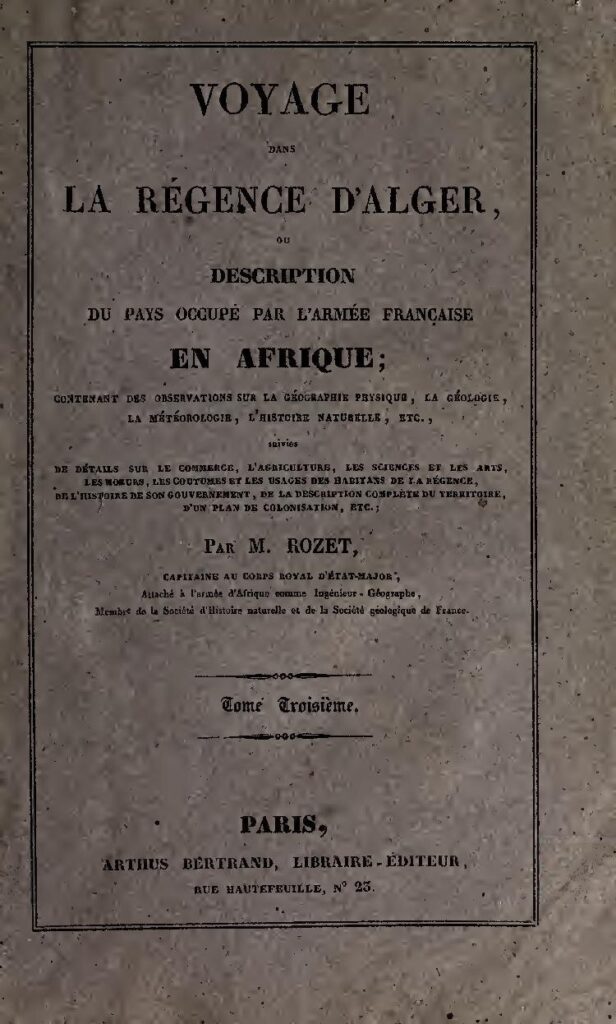 VOYAGE
DANS
LA RÉGENCE D'ALGER,
OU
DESCRIPTION
DU PAYS OCCUPÉ PAR L'ARMÉE FRANÇAISE
EN AFRIQUE;
CONTENANT DES OBSERVATIONS SUR LA GÉOGRAPHIE PHYSIQUE, LA GÉOLOGIE,
LA MÉTÉOROLOGIE, L'HISTOIRE NATURELLE, ETC.,
suivies
DE DÉTAILS SUR LE COMMERCE, L'AGRICULTURE, LES SCIENCES ET LES ARTS,
LES MOEURS, LES COUTUMES ET LES USAGES DES HABITANS DE LA RÉGENCE,
DE L'HISTOIRE DE SON GOUVERNEMENT, DE LA DESCRIPTION COMPLÈTE DU TERRITOIRE,
D'UN PLAN DE COLONISATION, ETC.;
PAR M. ROZET,
CAPITAINE AU CORPS ROYAL D'ÉTAT-MAJOR,
Attaché à l'armée d'Afrique comme Ingénieur-Géographe,
Membre de la Société d'Histoire naturelle et de la Société géologique de France.
Tome Troisième.
PARIS,
ARTHUS BERTRAND, LIBRAIRE-ÉDITEUR,
RUE HAUTEFEUILLE, N° 23.